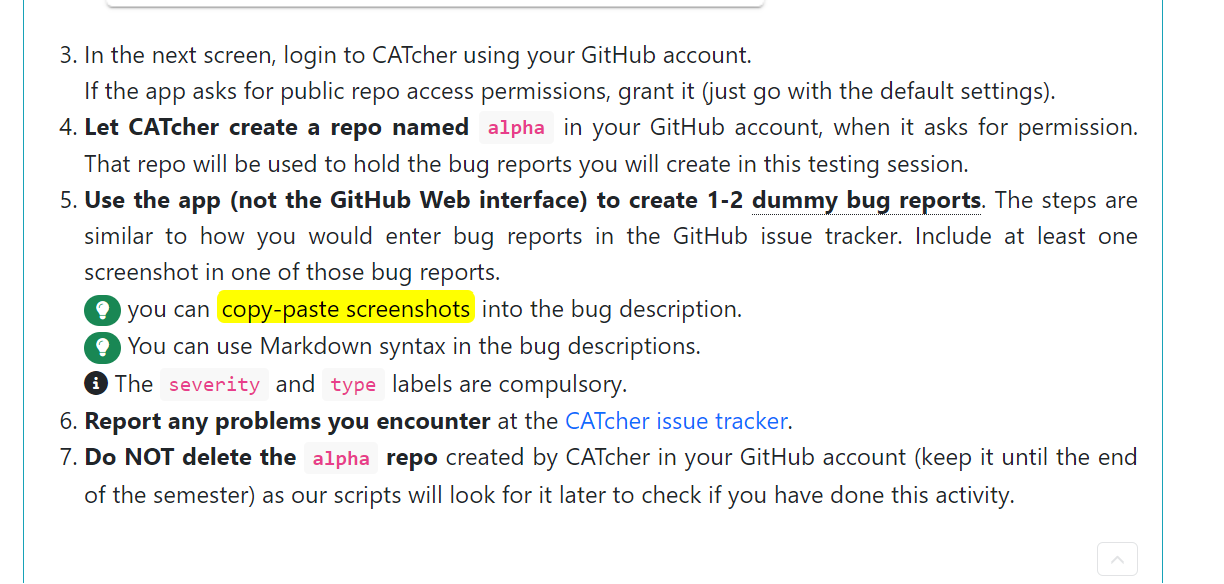 3. In the next screen, login to CATcher using your GitHub account.
If the app asks for public repo access permissions, grant it (just go with the default settings).
4. Let CATcher create a repo named alpha in your GitHub account, when it asks for permission.
That repo will be used to hold the bug reports you will create in this testing session.
5. Use the app (not the GitHub Web interface) to create 1-2 dummy bug reports. The steps are
similar to how you would enter bug reports in the GitHub issue tracker. Include at least one
screenshot in one of those bug reports.
you can copy-paste screenshots into the bug description.
You can use Markdown syntax in the bug descriptions.
The severity and type labels are compulsory.
6. Report any problems you encounter at the CATcher issue tracker.
7. Do NOT delete the alpha repo created by CATcher in your GitHub account (keep it until the end
of the semester) as our scripts will look for it later to check if you have done this activity.